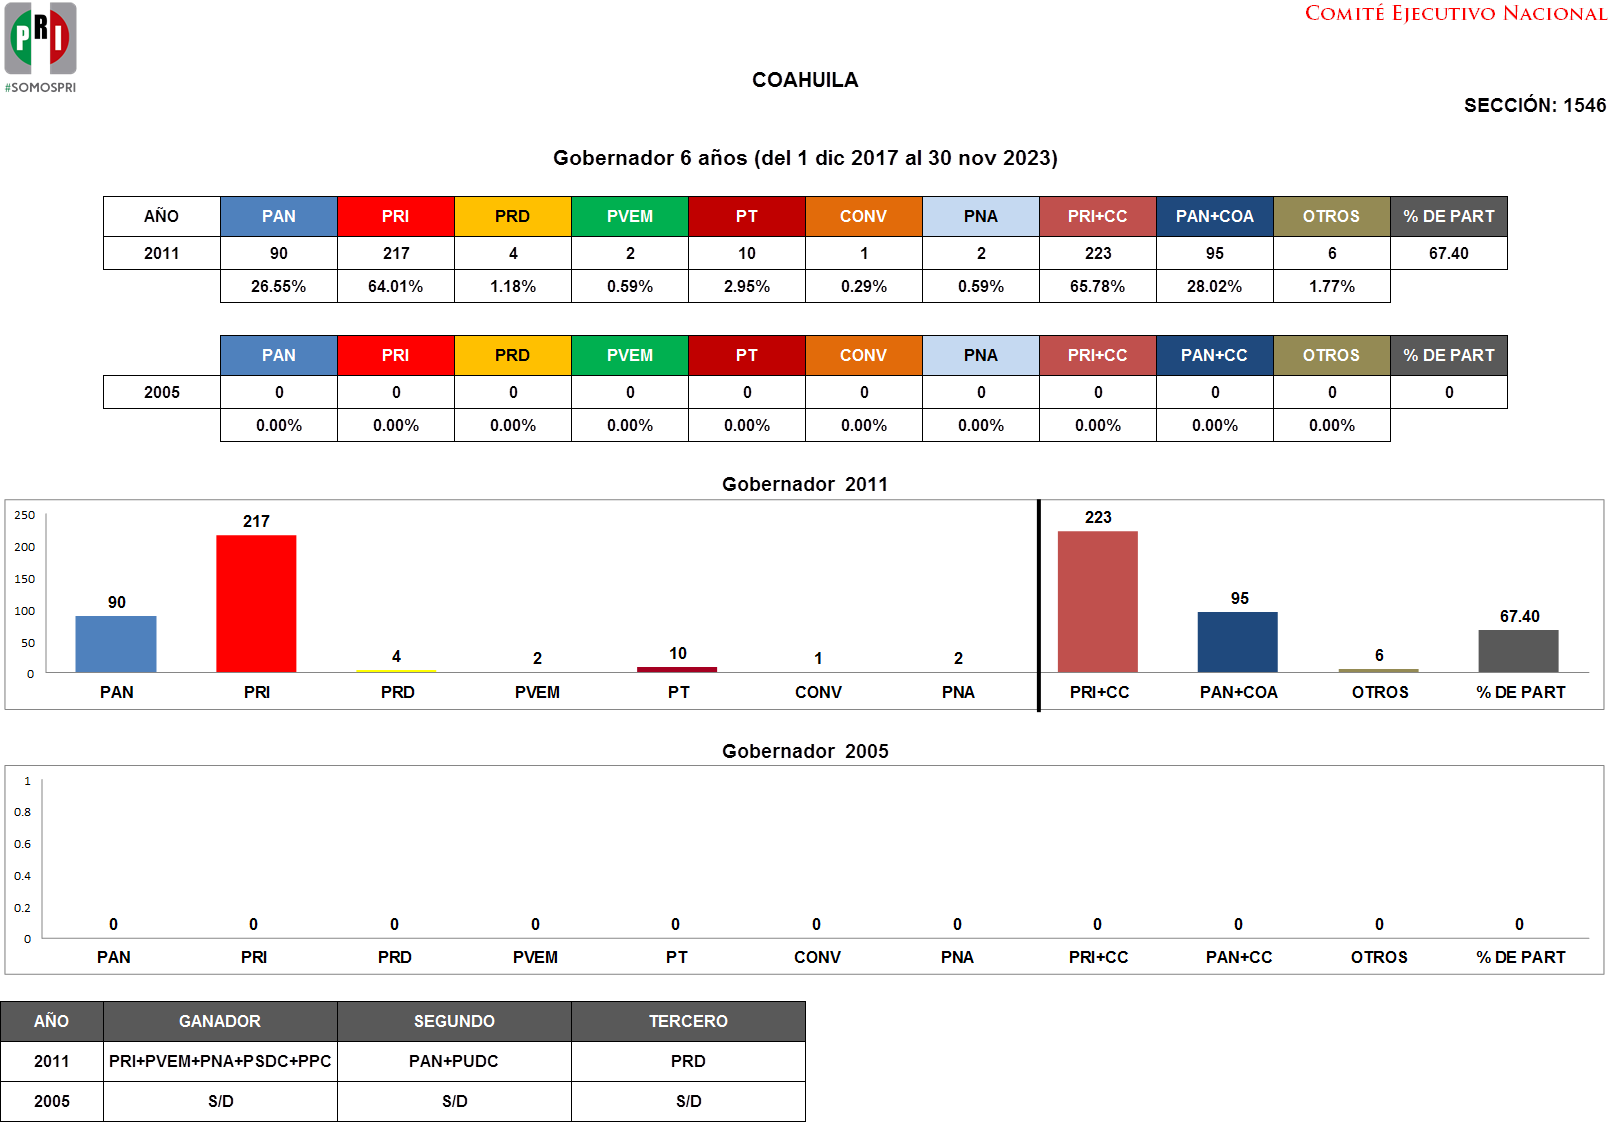 PRI
#SOMOSPRI
COMITÉ EJECUTIVO NACIONAL
COAHUILA
SECCIÓN: 1546
Gobernador 6 años (del 1 dic 2017 al 30 nov 2023)
AÑO PAN PRI PRD PVEM PT CONV PNA PRI+CC PAN+COA OTROS % DE PART
2011 90 217 4 2 10 1 2 223 95 6 67.40
26.55% 64.01% 1.18% 0.59% 2.95% 0.29% 0.59% 65.78% 28.02% 1.77%
PAN PRI PRD PVEM PT CONV PNA PRI+CC PAN+CC OTROS % DE PART
2005 0 0 0 0 0 0 0 0 0 0 0
0.00% 0.00% 0.00% 0.00% 0.00% 0.00% 0.00% 0.00% 0.00% 0.00%
Gobernador 2011
250
200
150
100
50
0
90 217 4 2 10 1 2 223 95 6 67.40
PAN PRI PRD PVEM PT CONV PNA PRI+CC PAN+COA OTROS % DE PART
Gobernador 2005
1
0.8
0.6
0.4
0.2
0
0 0 0 0 0 0 0 0 0 0 0
PAN PRI PRD PVEM PT CONV PNA PRI+CC PAN+CC OTROS % DE PART
AÑO GANADOR SEGUNDO TERCERO
2011 PRI+PVEM+PNA+PSDC+PPC PAN+PUDC PRD
2005 S/D S/D S/D